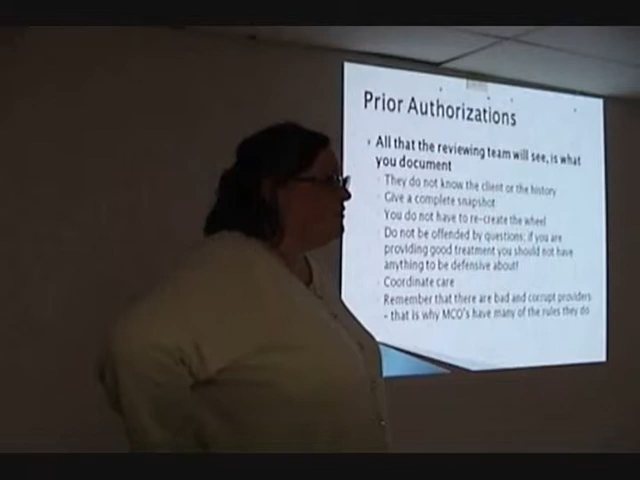 Prior Authorizations
All that the reviewing team will see, is what
you document
They do not know the client or the history
Give a complete snapshot
You do not have to re-create the wheel
Do not be offended by questions; if you are
providing good treatment you should not have
anything to be defensive about!
Coordinate care
Remember that there are bad and corrupt providers
- that is why MCO's have many of the rules they do